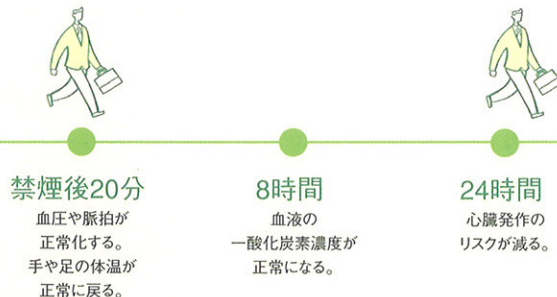 禁煙後20分
血圧や脈拍が
正常化する。
手や足の体温が
正常に戻る。
8時間
血液の
一酸化炭素濃度が
正常になる。
24時間
心臓発作の
リスクが減る。